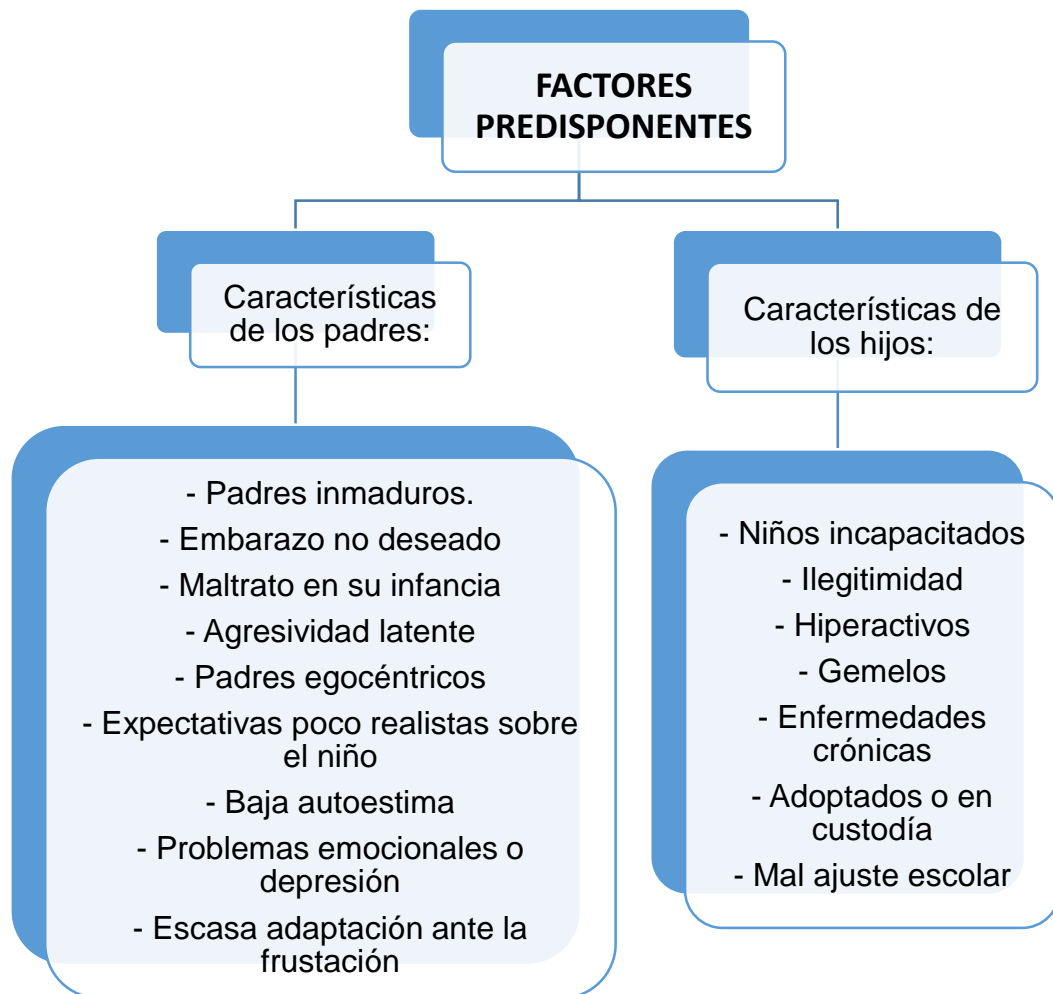 FACTORES
PREDISPONENTES
Característísticas
de los padres:
- Padres inmaduros.
- Embarazo no deseado
- Maltrato en su infancia
- Agresividad latente
- Padres egocéntricos
- Expectativas poco realistas sobre
el niño
- Baja autoestima
- Problemas emocionales o
depresión
- Escasa adaptación ante la
frustación
Característísticas de
los hijos:
- Niños incapacitados
- Ilegitimidad
- Hiperactivos
- Gemelos
- Enfermedades
crónicas
- Adoptados o en
custodía
- Mal ajuste escolar